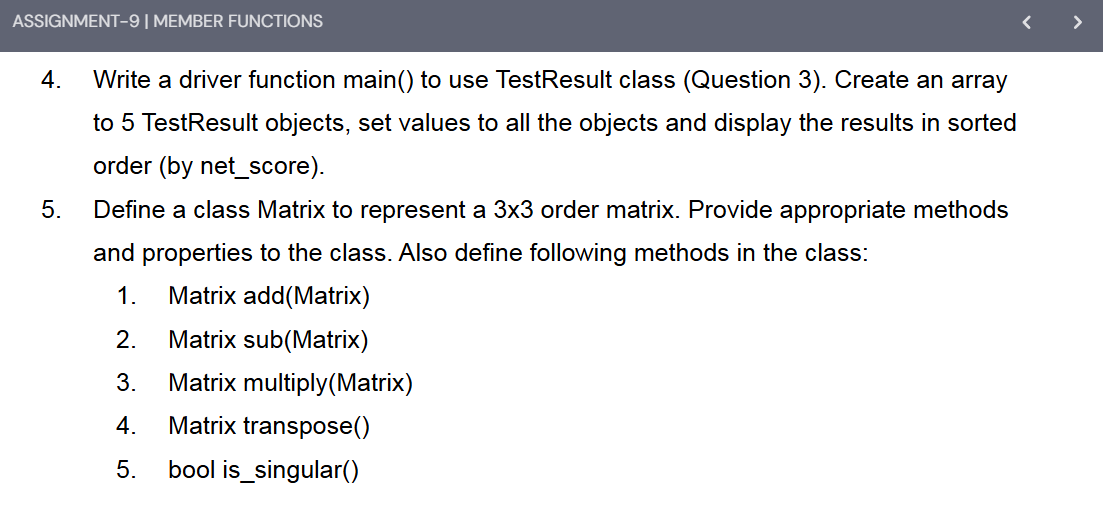 ASSIGNMENT-9 | MEMBER FUNCTIONS
4. Write a driver function main() to use TestResult class (Question 3). Create an array
to 5 TestResult objects, set values to all the objects and display the results in sorted
order (by net_score).
5. Define a class Matrix to represent a 3x3 order matrix. Provide appropriate methods
and properties to the class. Also define following methods in the class:
1. Matrix add(Matrix)
2. Matrix sub(Matrix)
3. Matrix multiply(Matrix)
4. Matrix transpose()
5. bool is_singular()